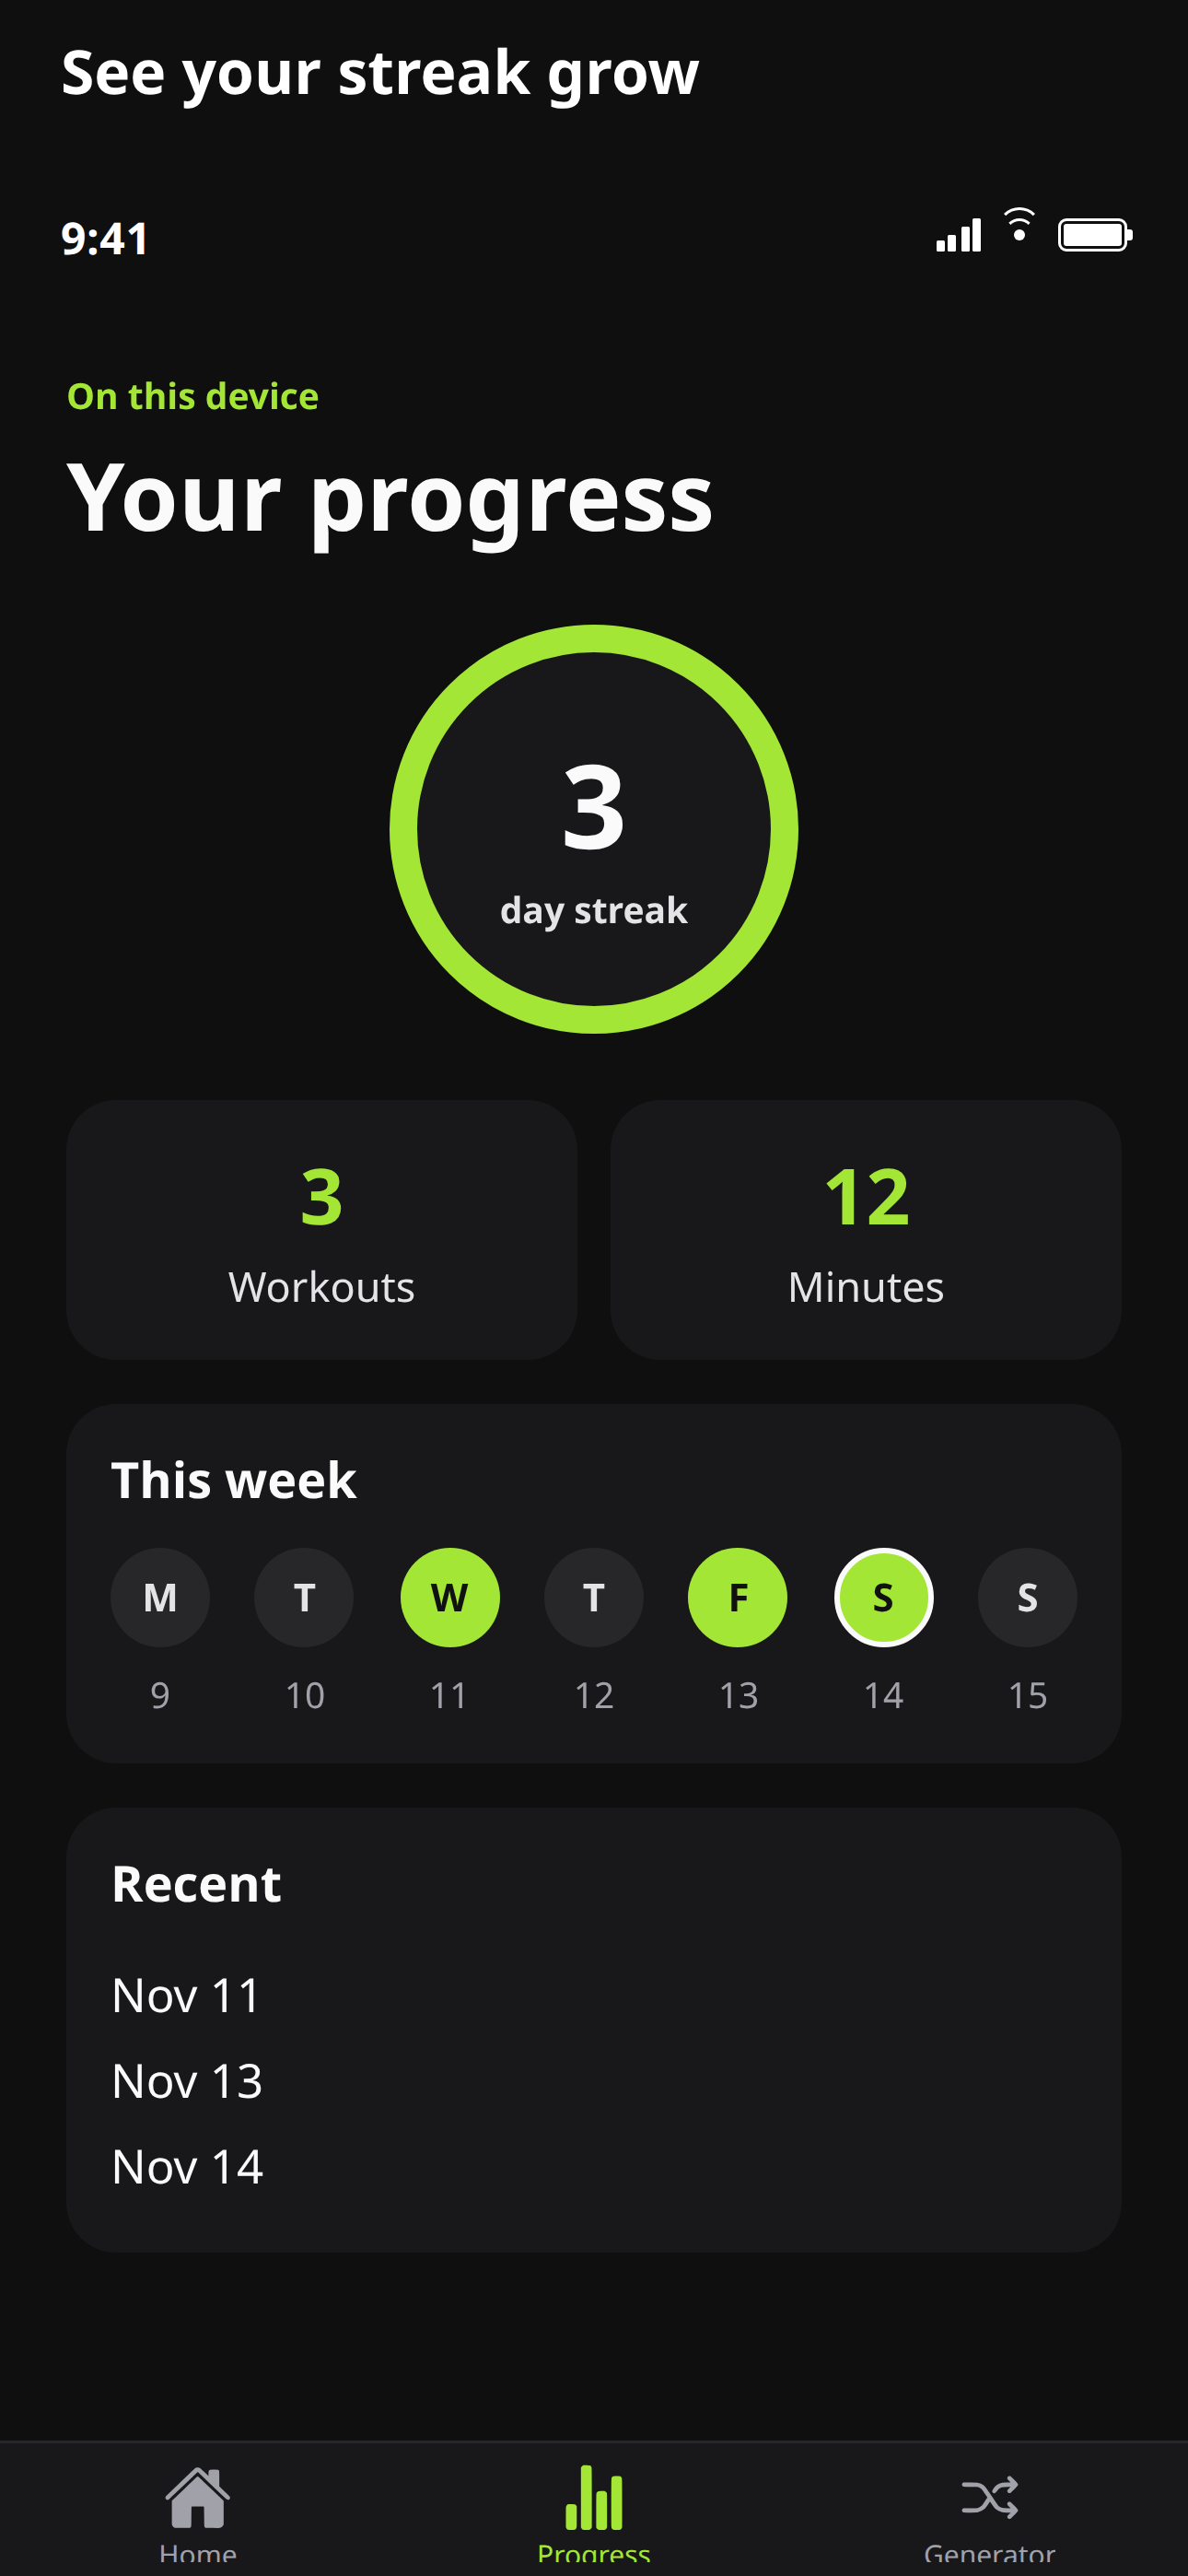 See your streak grow
9:41
On this device
Your progress
3
day streak
3
Workouts
12
Minutes
This week
M T W T F S S
9 10 11 12 13 14 15
Recent
Nov 11
Nov 13
Nov 14
Home Progress Generator